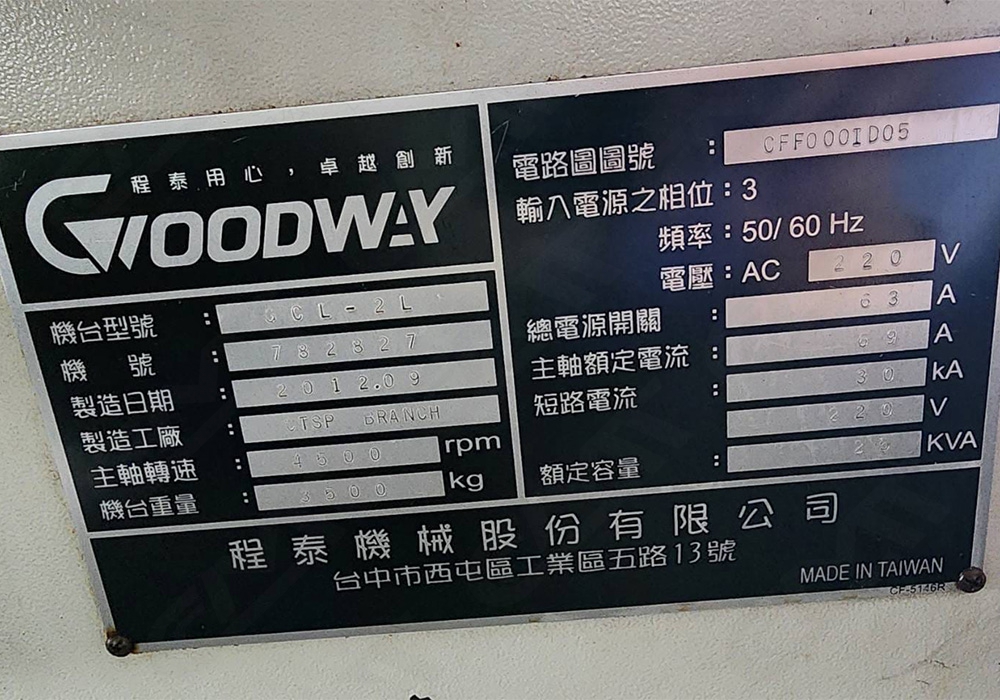 程泰用心，卓越創新
GOODWAY
機台型號 : GCL-2L
機 號 : 782827
製造日期 : 2012.09
製造工廠 : CTSP BRANCH
主軸轉速 : 4500 rpm
機台重量 : 3500 kg
電路圖圖號 : CFF000ID05
輸入電源之相位 : 3
頻率 : 50/ 60 Hz
電壓 : AC 220 V
總電源開關 : 63 A
主軸額定電流 : 69 A
短路電流 : 30 kA
220 V
額定容量 : KVA
程泰機械股份有限公司
台中市西屯區工業區五路13號
MADE IN TAIWAN
CF-5146R